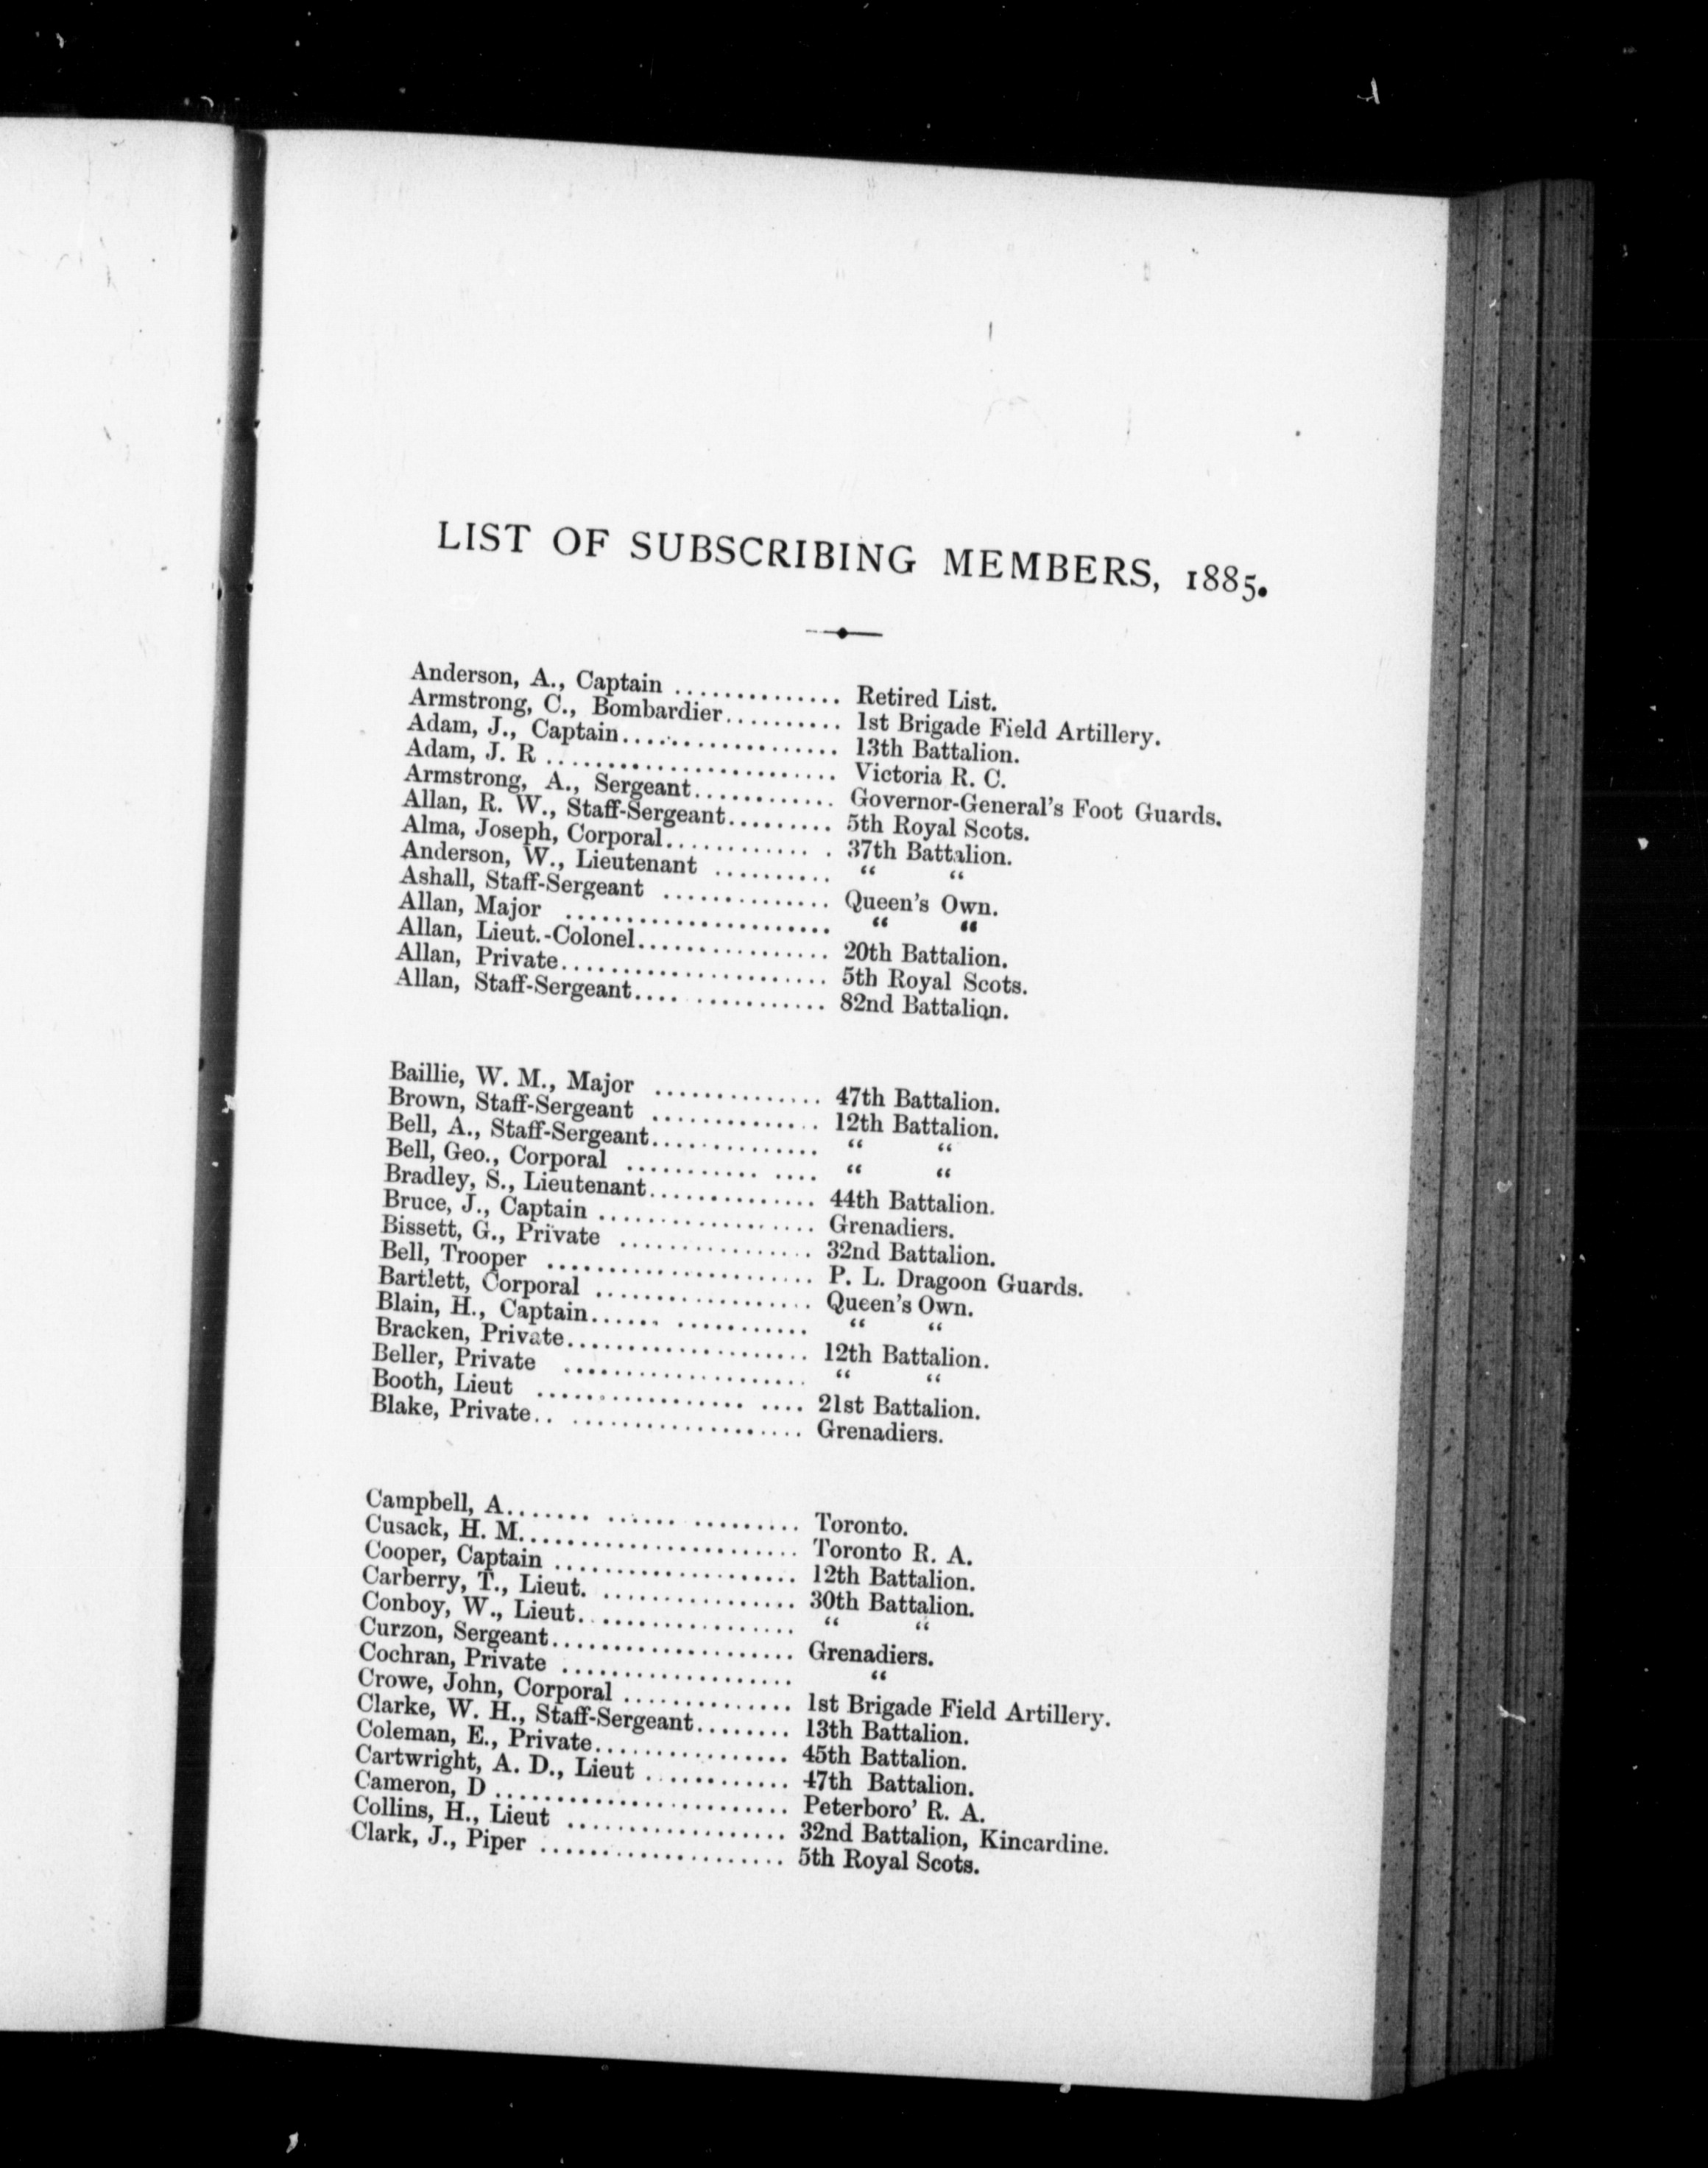 LIST OF SUBSCRIBING MEMBERS, 1885.
Anderson, A., Captain .............. Retired List.
Armstrong, C., Bombardier.......... 1st Brigade Field Artillery.
Adam, J., Captain.................. 13th Battalion.
Adam, J. R ........................ Victoria R. C.
Armstrong, A., Sergeant............ Governor-General's Foot Guards.
Allan, R. W., Staff-Sergeant......... 5th Royal Scots.
Alma, Joseph, Corporal............ . 37th Battalion.
Anderson, W., Lieutenant .......... “ “
Ashall, Staff-Sergeant .............. Queen's Own.
Allan, Major ...................... “ “
Allan, Lieut.-Colonel................ 20th Battalion.
Allan, Private...................... 5th Royal Scots.
Allan, Staff-Sergeant.... ........... 82nd Battalion.
Baillie, W. M., Major .............. 47th Battalion.
Brown, Staff-Sergeant .............. 12th Battalion.
Bell, A., Staff-Sergeant.............. “ “
Bell, Geo., Corporal ........... .... “ “
Bradley, S., Lieutenant.............. 44th Battalion.
Bruce, J., Captain .................. Grenadiers.
Bissett, G., Private ................ 32nd Battalion.
Bell, Trooper ...................... P. L. Dragoon Guards.
Bartlett, Corporal .................. Queen's Own.
Blain, H., Captain...... ........... “ “
Bracken, Private.................... 12th Battalion.
Beller, Private .................... “ “
Booth, Lieut .................. .... 21st Battalion.
Blake, Private.. ................... Grenadiers.
Campbell, A....... ...... ......... Toronto.
Cusack, H. M....................... Toronto R. A.
Cooper, Captain .................... 12th Battalion.
Carberry, T., Lieut. ................ 30th Battalion.
Conboy, W., Lieut.................. “ “
Curzon, Sergeant.................... Grenadiers.
Cochran, Private ................... “
Crowe, John, Corporal .............. 1st Brigade Field Artillery.
Clarke, W. H., Staff-Sergeant........ 13th Battalion.
Coleman, E., Private................ 45th Battalion.
Cartwright, A. D., Lieut ............ 47th Battalion.
Cameron, D ........................ Peterboro' R. A.
Collins, H., Lieut .................. 32nd Battalion, Kincardine.
Clark, J., Piper .................... 5th Royal Scots.